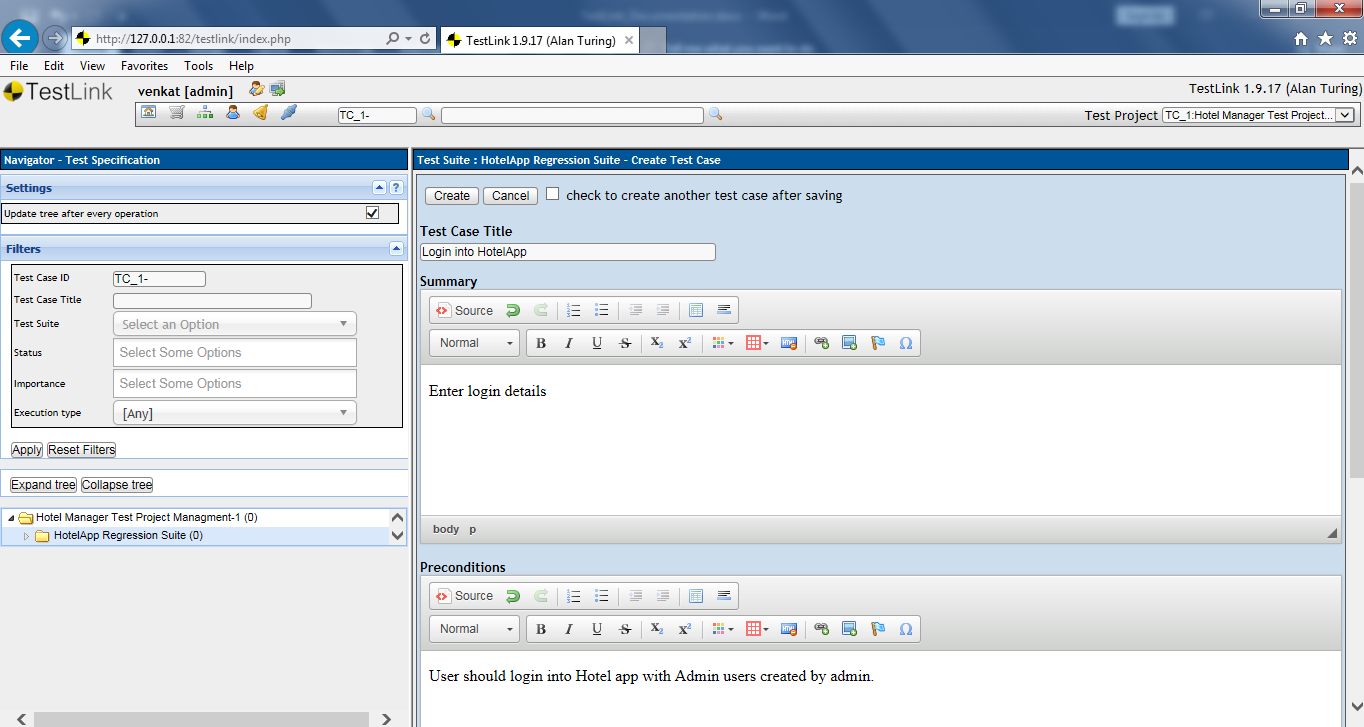 http://127.0.0.1:82/testlink/index.php
TestLink 1.9.17 (Alan Turing)
File Edit View Favorites Tools Help
TestLink
venkat [admin]
TestLink 1.9.17 (Alan Turing)
TC_1-
Test Project TC_1:Hotel Manager Test Project...
Navigator - Test Specification
Settings
?
Update tree after every operation
Filters
Test Case ID TC_1-
Test Case Title
Test Suite Select an Option
Status Select Some Options
Importance Select Some Options
Execution type [Any]
Apply Reset Filters
Expand tree Collapse tree
Hotel Manager Test Project Managment-1 (0)
HotelApp Regression Suite (0)
Test Suite : HotelApp Regression Suite - Create Test Case
Create Cancel check to create another test case after saving
Test Case Title
Login into HotelApp
Summary
Source
Normal B I U S X₂ X² Ω
Enter login details
body p
Preconditions
Source
Normal B I U S X₂ X² Ω
User should login into Hotel app with Admin users created by admin.